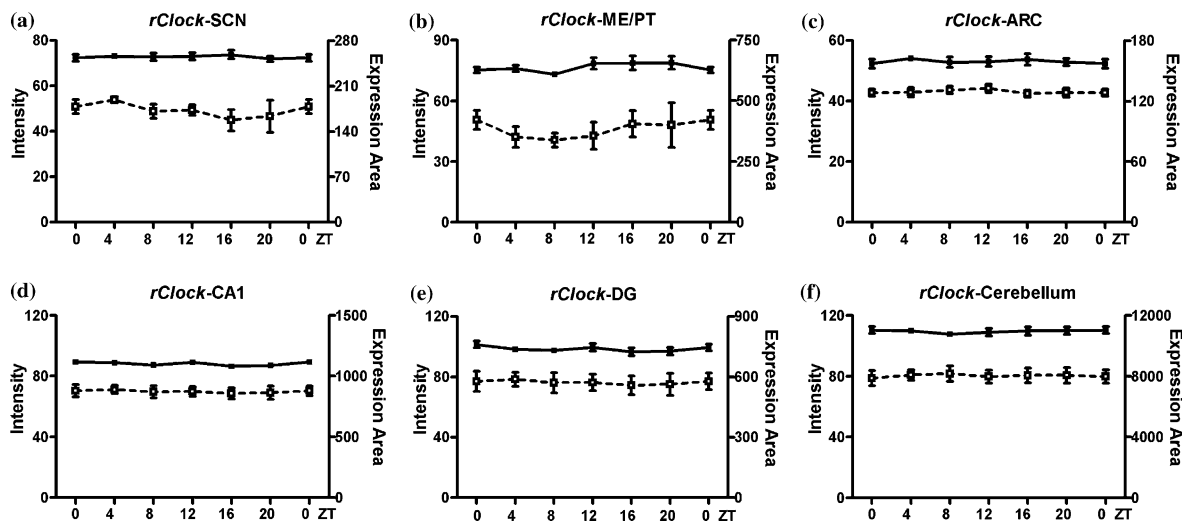 (a) rClock-SCN
80
60
40
20
0
Intensity
280
210
140
70
0
Expression Area
0 4 8 12 16 20 0 ZT
(b) rClock-ME/PT
90
60
30
0
Intensity
750
500
250
0
Expression Area
0 4 8 12 16 20 0 ZT
(c) rClock-ARC
60
40
20
0
Intensity
180
120
60
0
Expression Area
0 4 8 12 16 20 0 ZT
(d) rClock-CA1
120
80
40
0
Intensity
1500
1000
500
0
Expression Area
0 4 8 12 16 20 0 ZT
(e) rClock-DG
120
80
40
0
Intensity
900
600
300
0
Expression Area
0 4 8 12 16 20 0 ZT
(f) rClock-Cerebellum
120
80
40
0
Intensity
12000
8000
4000
0
Expression Area
0 4 8 12 16 20 0 ZT